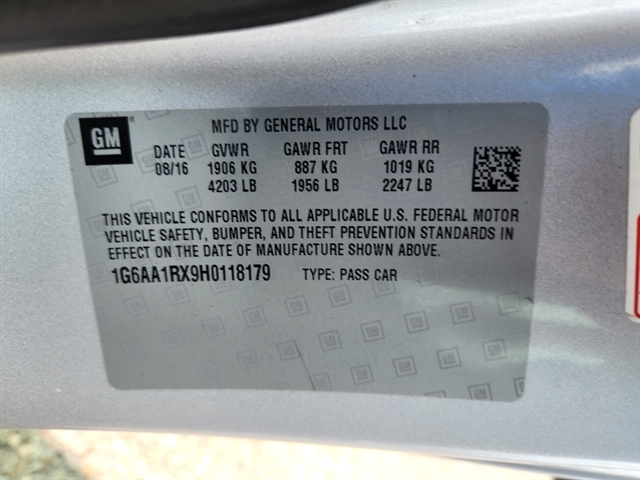 GM
MFD BY GENERAL MOTORS LLC
DATE GVWR GAWR FRT GAWR RR
08/16 1906 KG 887 KG 1019 KG
4203 LB 1956 LB 2247 LB
THIS VEHICLE CONFORMS TO ALL APPLICABLE U.S. FEDERAL MOTOR
VEHICLE SAFETY, BUMPER, AND THEFT PREVENTION STANDARDS IN
EFFECT ON THE DATE OF MANUFACTURE SHOWN ABOVE.
1G6AA1RX9H0118179 TYPE: PASS CAR